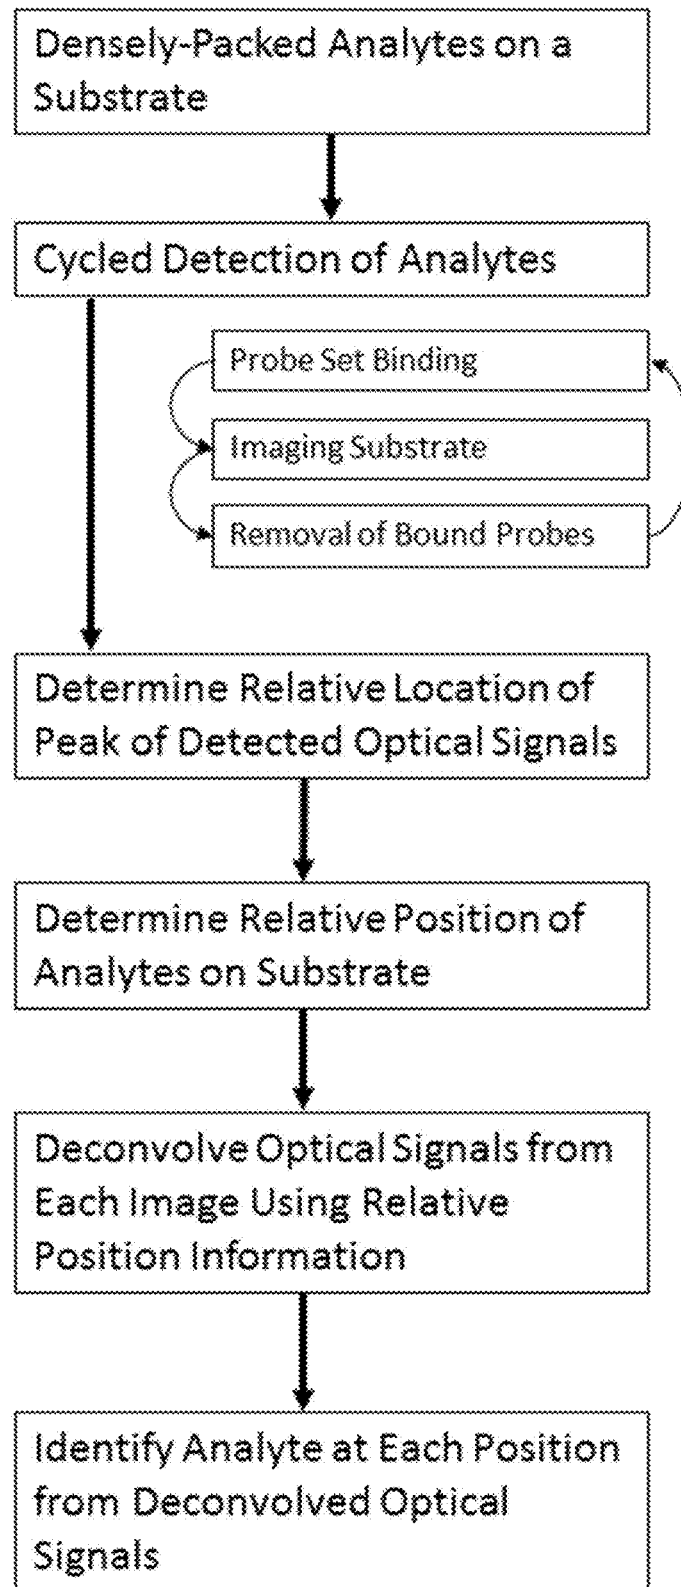 Densely-Packed Analytes on a
Substrate
Cycled Detection of Analytes
Probe Set Binding
Imaging Substrate
Removal of Bound Probes
Determine Relative Location of
Peak of Detected Optical Signals
Determine Relative Position of
Analytes on Substrate
Deconvolve Optical Signals from
Each Image Using Relative
Position Information
Identify Analyte at Each Position
from Deconvolved Optical
Signals